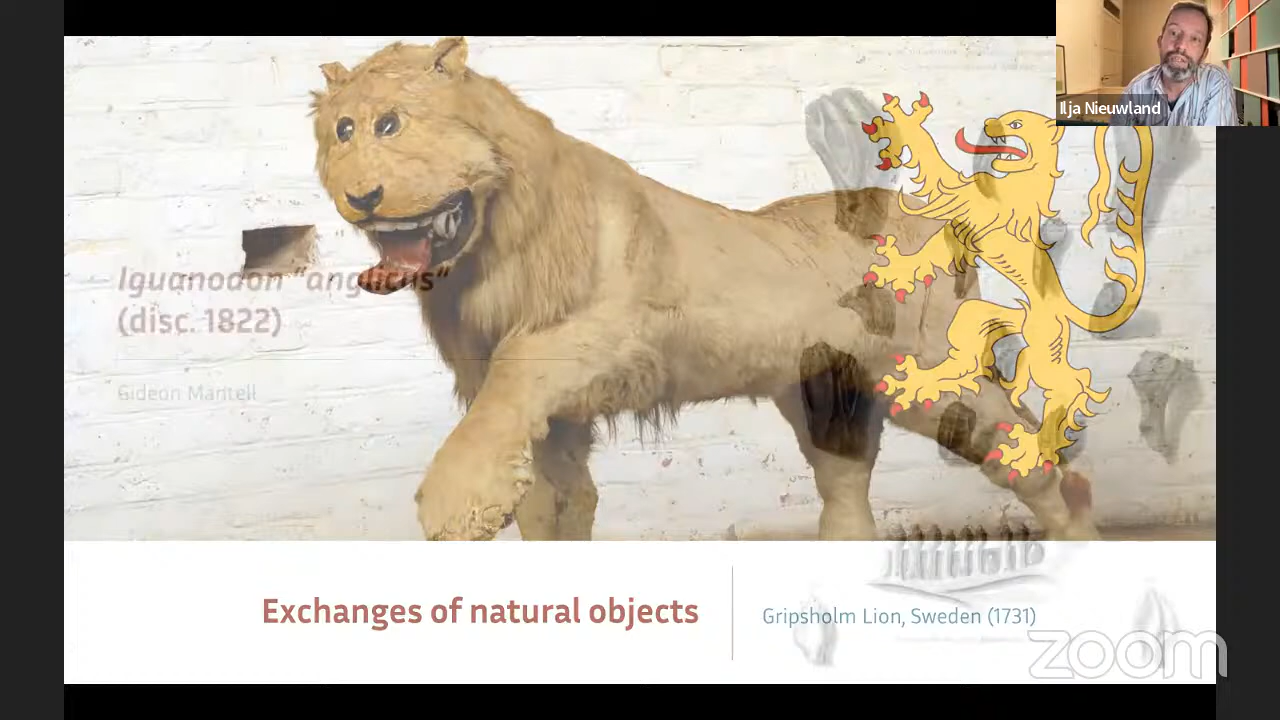 Ilja Nieuwland
Iguanodon "anglicus"
(disc. 1822)
Gideon Mantell
Exchanges of natural objects
Gripsholm Lion, Sweden (1731)
zoom